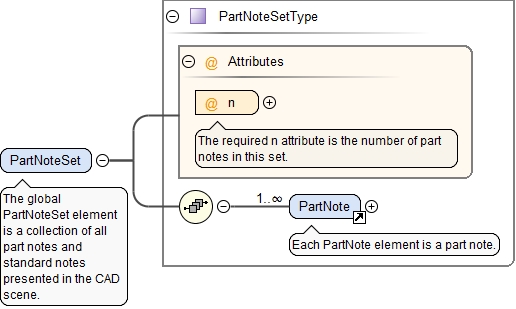 PartNoteSetType
@ Attributes
@ n
The required n attribute is the number of part
notes in this set.
PartNoteSet
The global
PartNoteSet element
is a collection of all
part notes and
standard notes
presented in the CAD
scene.
1..∞
PartNote
Each PartNote element is a part note.